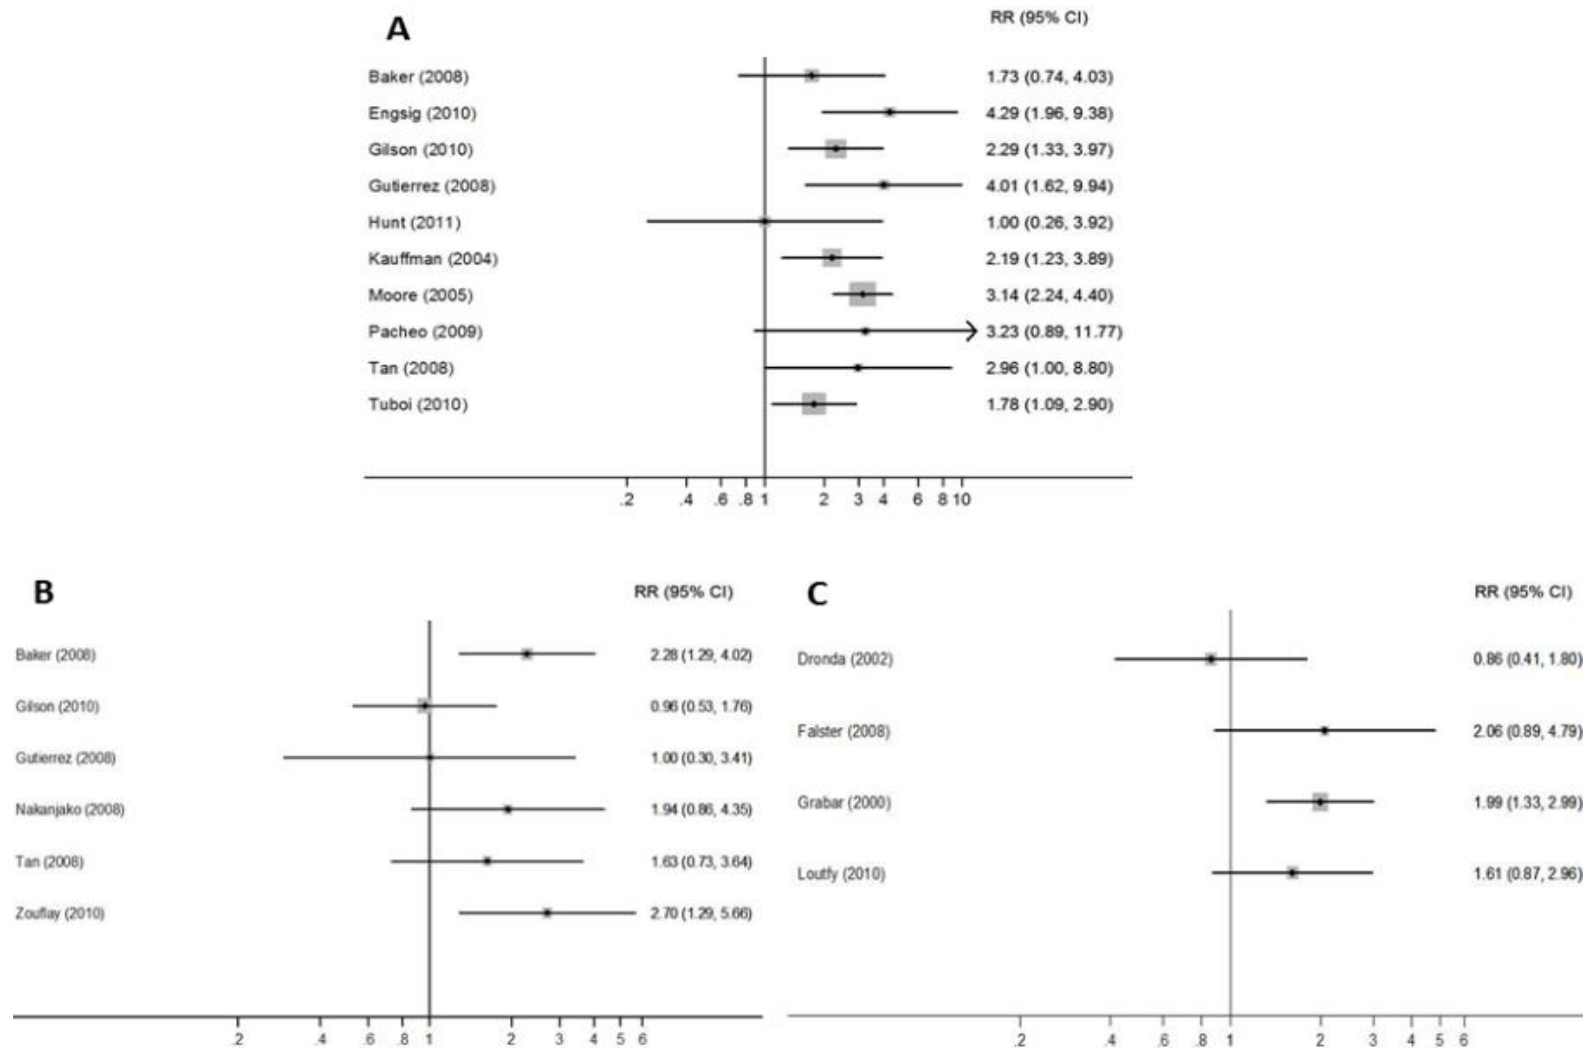 A
RR (95% CI)
Baker (2008) 1.73 (0.74, 4.03)
Engsig (2010) 4.29 (1.96, 9.38)
Gilson (2010) 2.29 (1.33, 3.97)
Gutierrez (2008) 4.01 (1.62, 9.94)
Hunt (2011) 1.00 (0.26, 3.92)
Kauffman (2004) 2.19 (1.23, 3.89)
Moore (2005) 3.14 (2.24, 4.40)
Pacheo (2009) 3.23 (0.89, 11.77)
Tan (2008) 2.96 (1.00, 8.80)
Tuboi (2010) 1.78 (1.09, 2.90)
.2 .4 .6 .8 1 2 3 4 6 8 10
B
RR (95% CI)
Baker (2008) 2.28 (1.29, 4.02)
Gilson (2010) 0.96 (0.53, 1.76)
Gutierrez (2008) 1.00 (0.30, 3.41)
Nakanjako (2008) 1.94 (0.86, 4.35)
Tan (2008) 1.63 (0.73, 3.64)
Zouflay (2010) 2.70 (1.29, 5.66)
.2 .4 .6 .8 1 2 3 4 5 6
C
RR (95% CI)
Dronda (2002) 0.86 (0.41, 1.80)
Falster (2008) 2.06 (0.89, 4.79)
Grabar (2000) 1.99 (1.33, 2.99)
Loutfy (2010) 1.61 (0.87, 2.96)
.2 .4 .6 .8 1 2 3 4 5 6